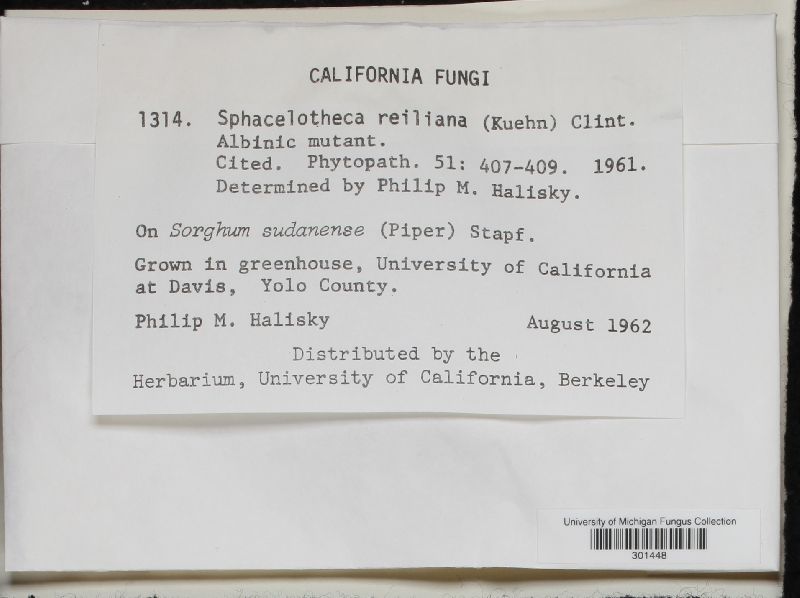 CALIFORNIA FUNGI
1314. Sphacelotheca reiliana (Kuehn) Clint.
Albinic mutant.
Cited. Phytopath. 51: 407-409. 1961.
Determined by Philip M. Halisky.
On Sorghum sudanense (Piper) Stapf.
Grown in greenhouse, University of California
at Davis, Yolo County.
Philip M. Halisky August 1962
Distributed by the
Herbarium, University of California, Berkeley
University of Michigan Fungus Collection
301448